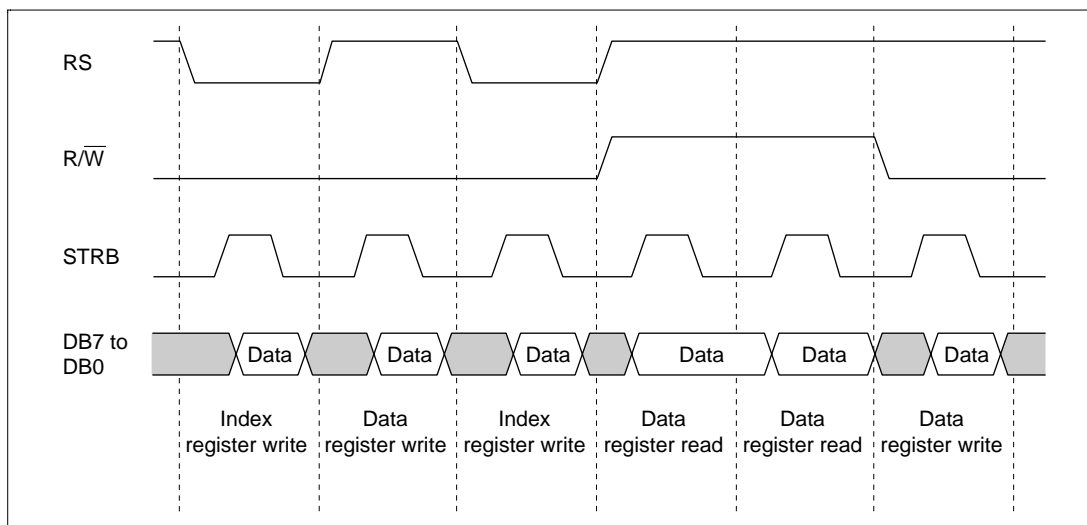 RS
R/W̅
STRB
DB7 to
DB0
Data Data Data Data Data Data
Index Data Index Data Data Data
register write register write register write register read register read register write